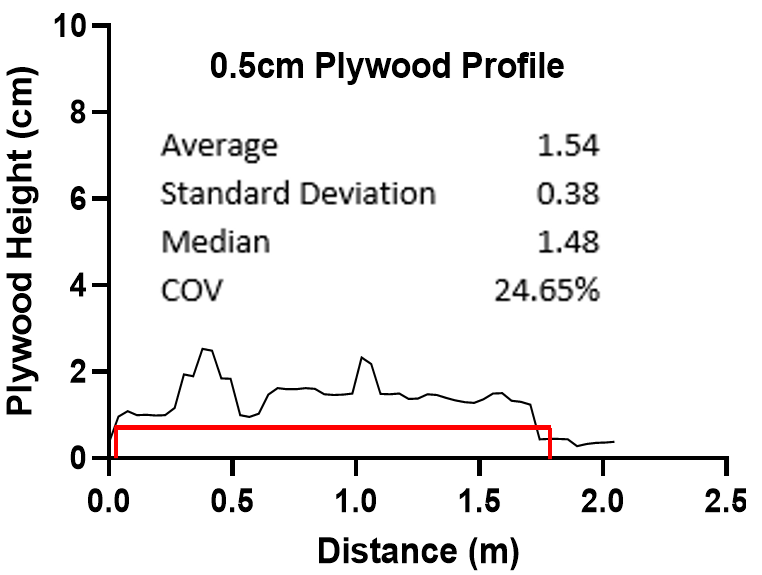 0.5cm Plywood Profile
Average 1.54
Standard Deviation 0.38
Median 1.48
COV 24.65%
Plywood Height (cm)
10
8
6
4
2
0
0.0 0.5 1.0 1.5 2.0 2.5
Distance (m)